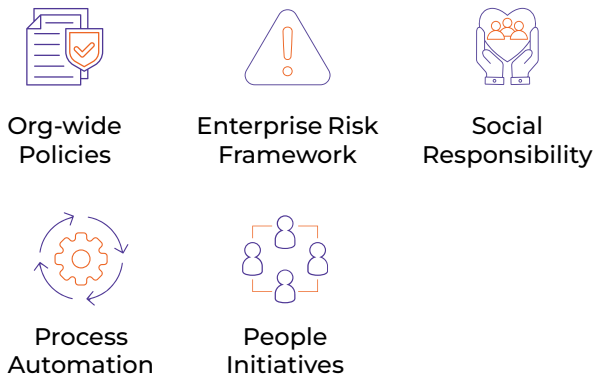 Org-wide
Policies
Enterprise Risk
Framework
Social
Responsibility
Process
Automation
People
Initiatives